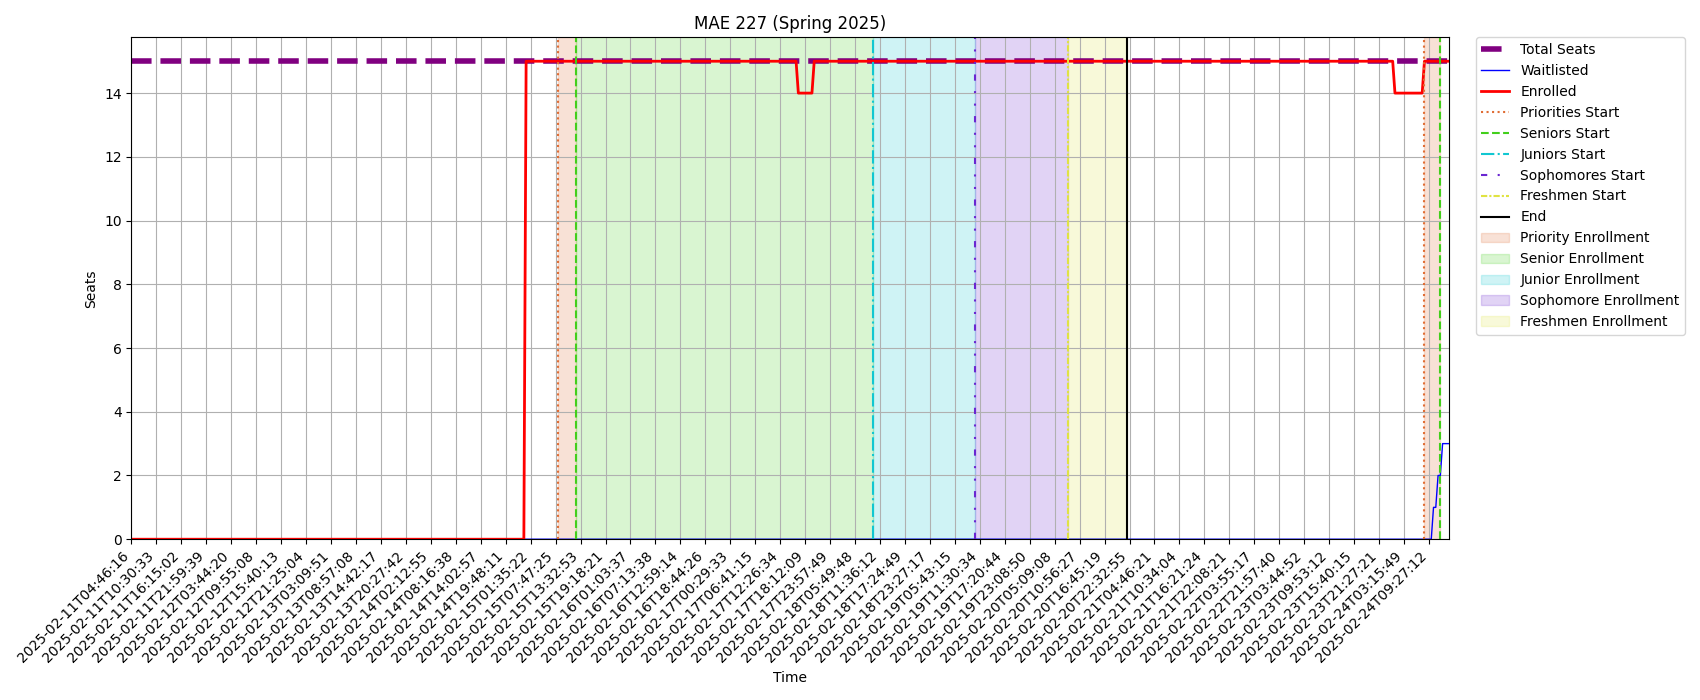 MAE 227 (Spring 2025)
Seats
14
12
10
8
6
4
2
0
2025-02-11T04:46:16
2025-02-11T10:30:33
2025-02-11T16:15:02
2025-02-11T21:59:39
2025-02-12T03:44:20
2025-02-12T09:55:08
2025-02-12T15:40:13
2025-02-12T21:25:04
2025-02-13T03:09:51
2025-02-13T08:57:08
2025-02-13T14:42:17
2025-02-13T20:27:42
2025-02-14T02:12:55
2025-02-14T08:16:39
2025-02-14T14:02:57
2025-02-14T19:48:11
2025-02-15T01:35:22
2025-02-15T07:47:25
2025-02-15T13:32:53
2025-02-15T19:18:21
2025-02-16T01:03:37
2025-02-16T07:13:38
2025-02-16T12:59:14
2025-02-16T18:44:26
2025-02-17T00:29:33
2025-02-17T06:41:15
2025-02-17T12:26:34
2025-02-17T18:12:09
2025-02-17T23:57:49
2025-02-18T05:49:48
2025-02-18T11:36:12
2025-02-18T17:24:49
2025-02-18T23:27:17
2025-02-19T05:43:15
2025-02-19T11:30:34
2025-02-19T17:20:44
2025-02-19T23:08:50
2025-02-20T05:09:08
2025-02-20T10:56:27
2025-02-20T16:45:19
2025-02-20T22:32:55
2025-02-21T04:46:21
2025-02-21T10:34:04
2025-02-21T16:21:24
2025-02-21T22:08:21
2025-02-22T03:55:17
2025-02-22T21:57:40
2025-02-23T03:44:52
2025-02-23T09:53:12
2025-02-23T15:40:15
2025-02-23T21:27:21
2025-02-24T03:15:49
2025-02-24T09:27:12
Time
Total Seats
Waitlisted
Enrolled
Priorities Start
Seniors Start
Juniors Start
Sophomores Start
Freshmen Start
End
Priority Enrollment
Senior Enrollment
Junior Enrollment
Sophomore Enrollment
Freshmen Enrollment